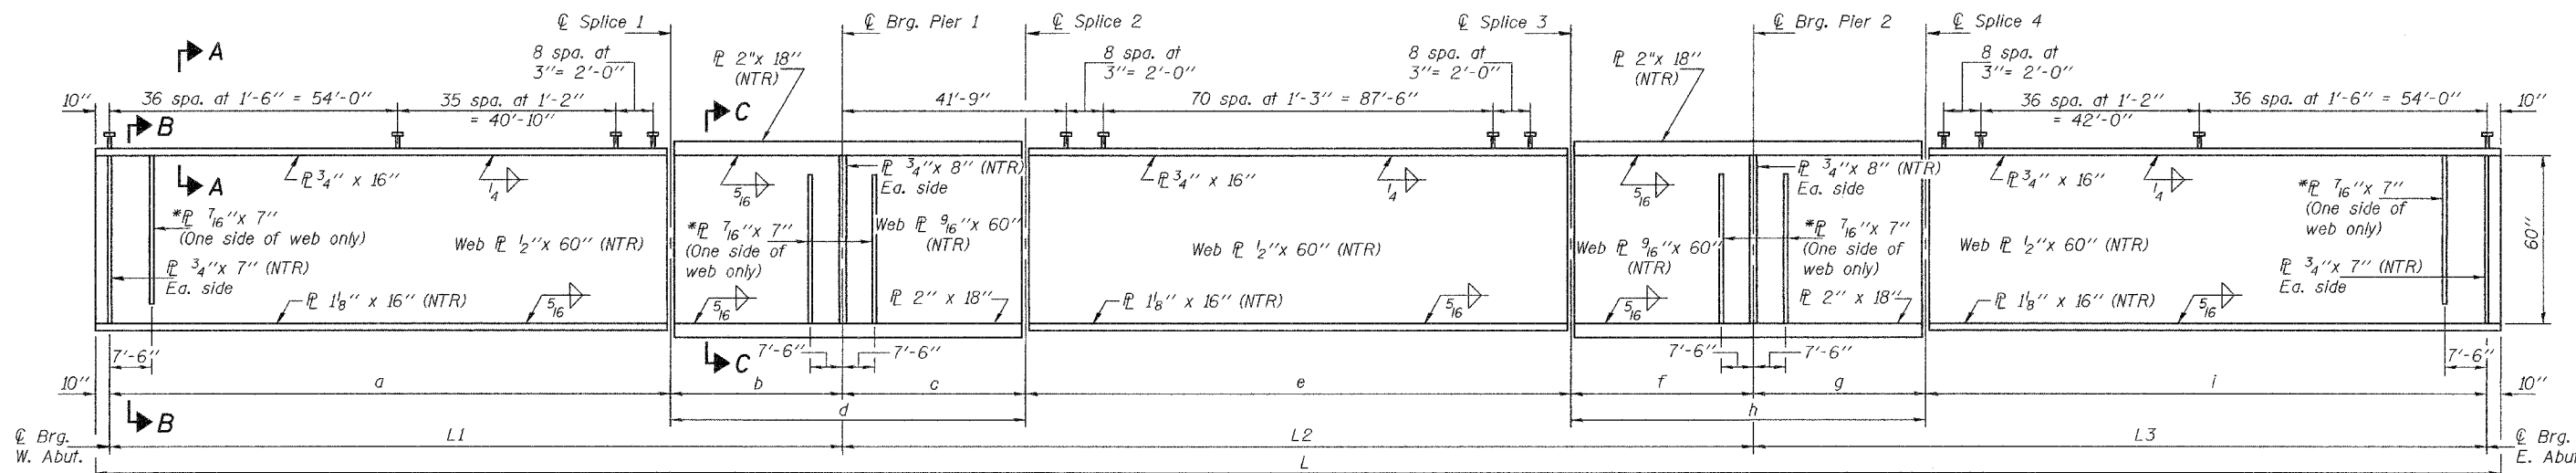 ℄ Splice 1
℄ Brg. Pier 1
℄ Splice 2
℄ Splice 3
℄ Brg. Pier 2
℄ Splice 4
A
8 spa. at
3"= 2'-0"
℞ 2"x 18"
(NTR)
8 spa. at
3"= 2'-0"
8 spa. at
3"= 2'-0"
℞ 2"x 18"
(NTR)
8 spa. at
3"= 2'-0"
10"
36 spa. at 1'-6" = 54'-0"
35 spa. at 1'-2"
= 40'-10"
41'-9"
70 spa. at 1'-3" = 87'-6"
36 spa. at 1'-2"
= 42'-0"
36 spa. at 1'-6" = 54'-0"
10"
B
C
A
℞ 3/4" x 16"
1/4
5/16
℞ 3/4"x 8" (NTR)
Ea. side
℞ 3/4" x 16"
1/4
5/16
℞ 3/4"x 8" (NTR)
Ea. side
℞ 3/4" x 16"
1/4
*℞ 7/16"x 7"
(One side of web only)
℞ 3/4"x 7" (NTR)
Ea. side
Web ℞ 1/2"x 60" (NTR)
*℞ 7/16"x 7"
(One side of
web only)
Web ℞ 9/16"x 60"
(NTR)
Web ℞ 1/2"x 60" (NTR)
Web ℞ 9/16"x 60"
(NTR)
*℞ 7/16"x 7"
(One side of
web only)
Web ℞ 1/2"x 60" (NTR)
*℞ 7/16"x 7"
(One side of
web only)
℞ 3/4"x 7" (NTR)
Ea. side
60"
℞ 1 1/8" x 16" (NTR)
5/16
5/16
℞ 2" x 18"
℞ 1 1/8" x 16" (NTR)
5/16
5/16
℞ 2" x 18"
℞ 1 1/8" x 16" (NTR)
5/16
7'-6"
C
7'-6"
7'-6"
7'-6"
7'-6"
7'-6"
10"
a
b
c
e
f
g
i
10"
B
d
h
℄ Brg.
W. Abut.
L1
L2
L3
℄ Brg.
L